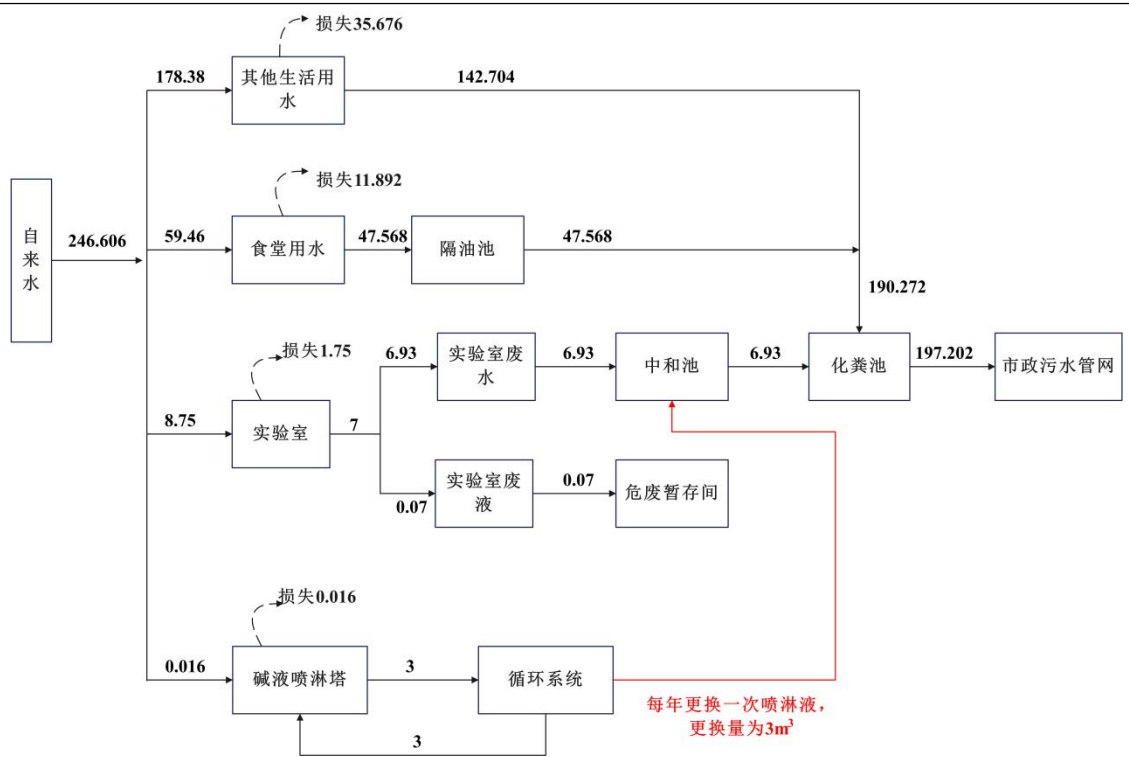 损失35.676
178.38
其他生活用
水
142.704
损失11.892
自
来
水
246.606
59.46
食堂用水
47.568
隔油池
47.568
190.272
损失1.75
8.75
实验室
7
6.93
实验室废
水
6.93
中和池
6.93
化粪池
197.202
市政污水管网
0.07
实验室废
液
0.07
危废暂存间
损失0.016
0.016
碱液喷淋塔
3
循环系统
3
每年更换一次喷淋液，
更换量为3m³